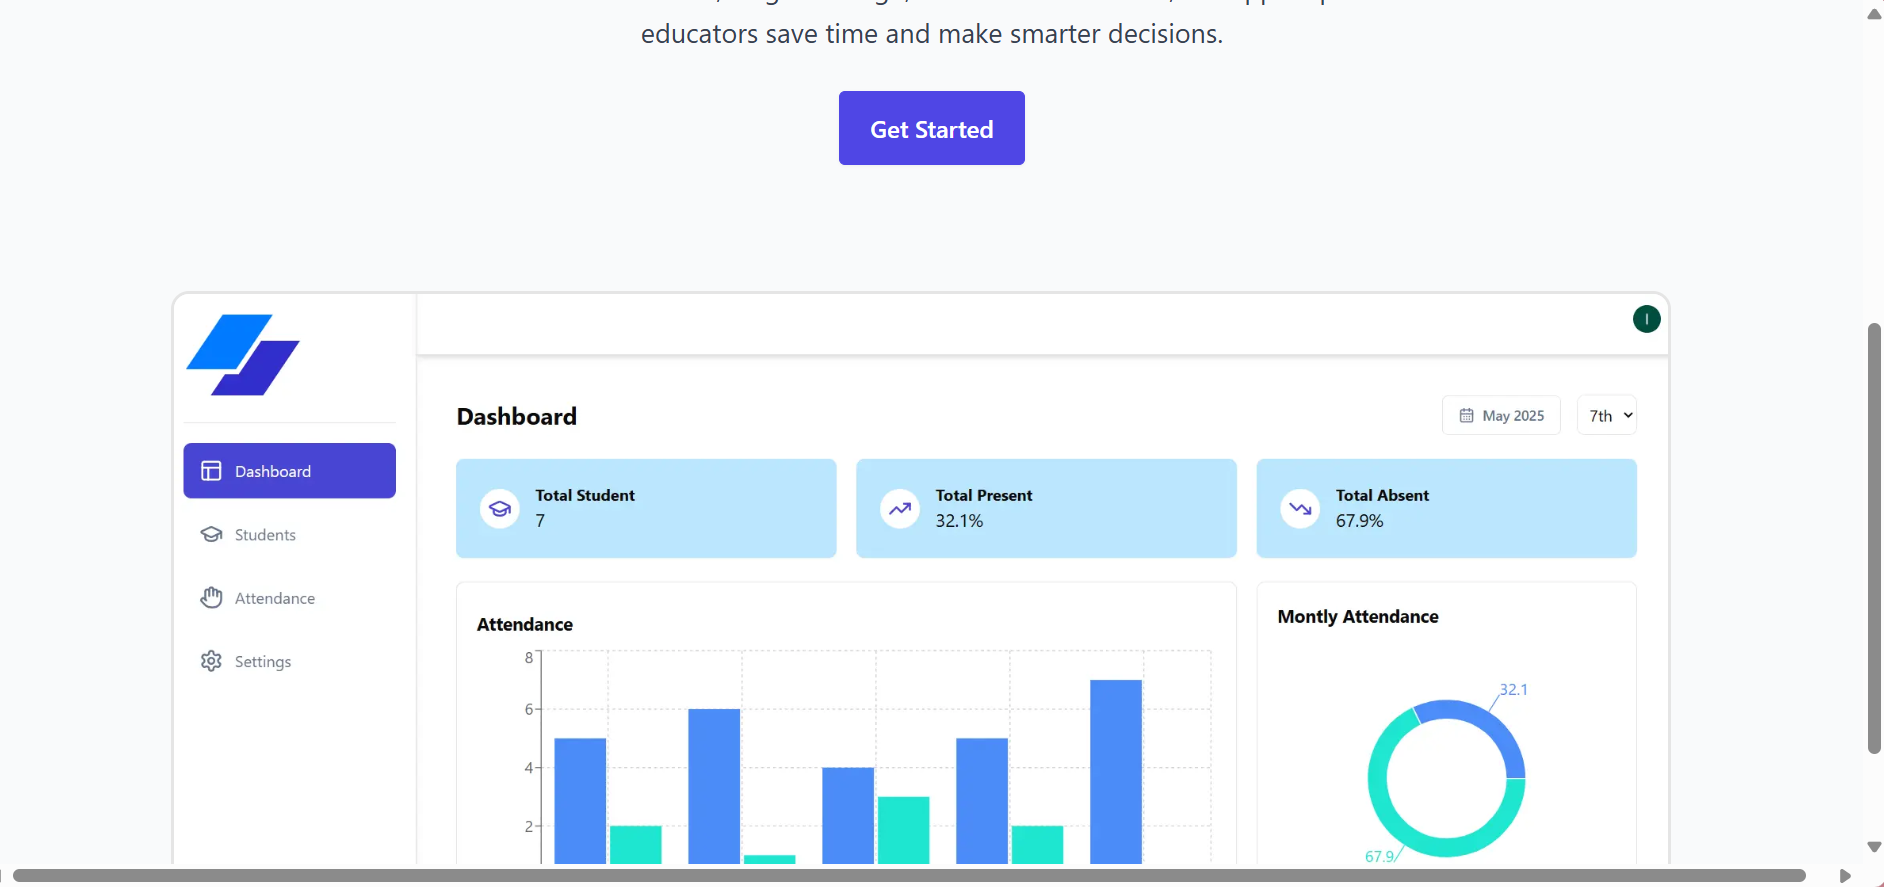 educators save time and make smarter decisions.
Get Started
I
Dashboard
May 2025
7th
Dashboard
Students
Attendance
Settings
Total Student
7
Total Present
32.1%
Total Absent
67.9%
Attendance
8
6
4
2
Montly Attendance
32.1
67.9